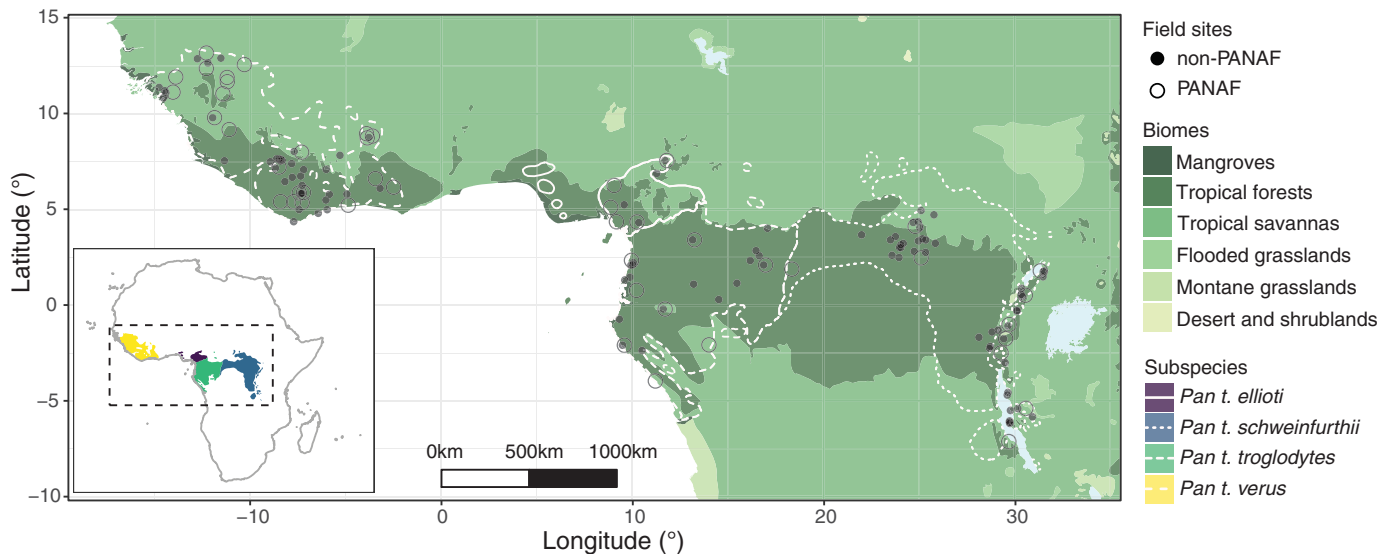 15
10
5
0
−5
−10
Latitude (°)
−10
0
10
20
30
Longitude (°)
0km
500km
1000km
Field sites
non-PANAF
PANAF
Biomes
Mangroves
Tropical forests
Tropical savannas
Flooded grasslands
Montane grasslands
Desert and shrublands
Subspecies
Pan t. ellioti
Pan t. schweinfurthii
Pan t. troglodytes
Pan t. verus